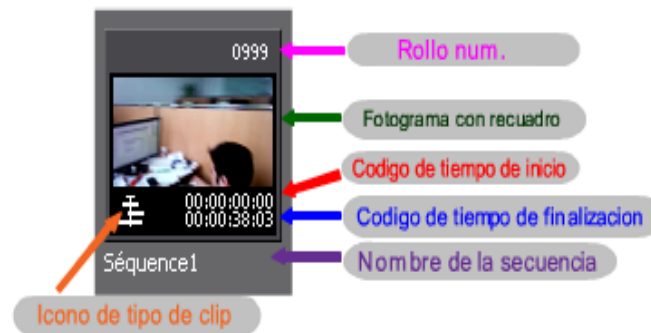 0999
Rollo num.
Fotograma con recuadro
Codigo de tiempo de inicio
00:00:00:00
00:00:38:03
Codigo de tiempo de finalizacion
Séquence1
Nombre de la secuencia
Icono de tipo de clip